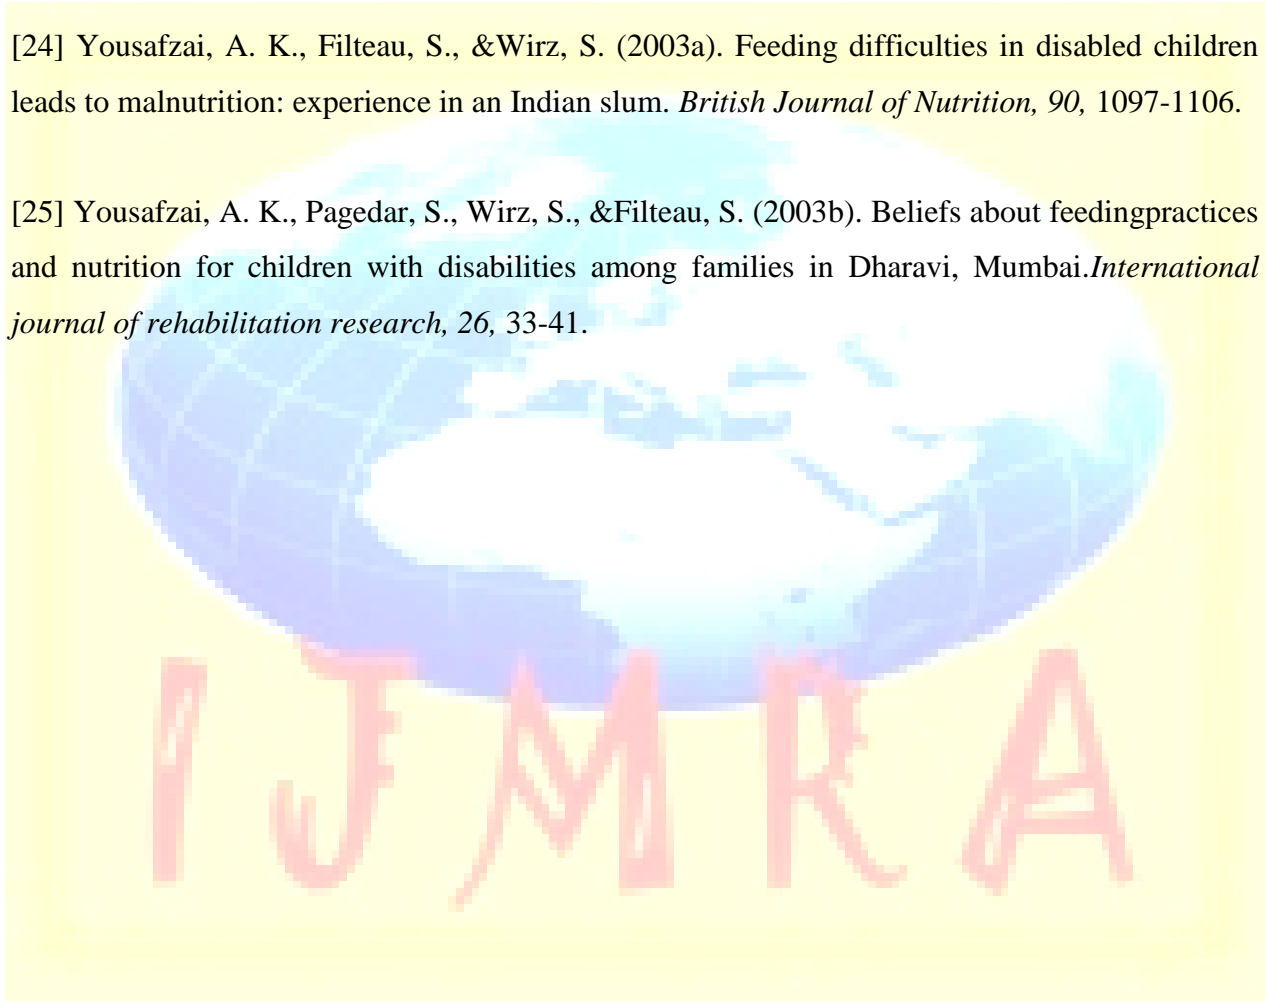 [24] Yousafzai, A. K., Filteau, S., &Wirz, S. (2003a). Feeding difficulties in disabled children
leads to malnutrition: experience in an Indian slum. British Journal of Nutrition, 90, 1097-1106.
[25] Yousafzai, A. K., Pagedar, S., Wirz, S., &Filteau, S. (2003b). Beliefs about feedingpractices
and nutrition for children with disabilities among families in Dharavi, Mumbai.International
journal of rehabilitation research, 26, 33-41.
IJMRA